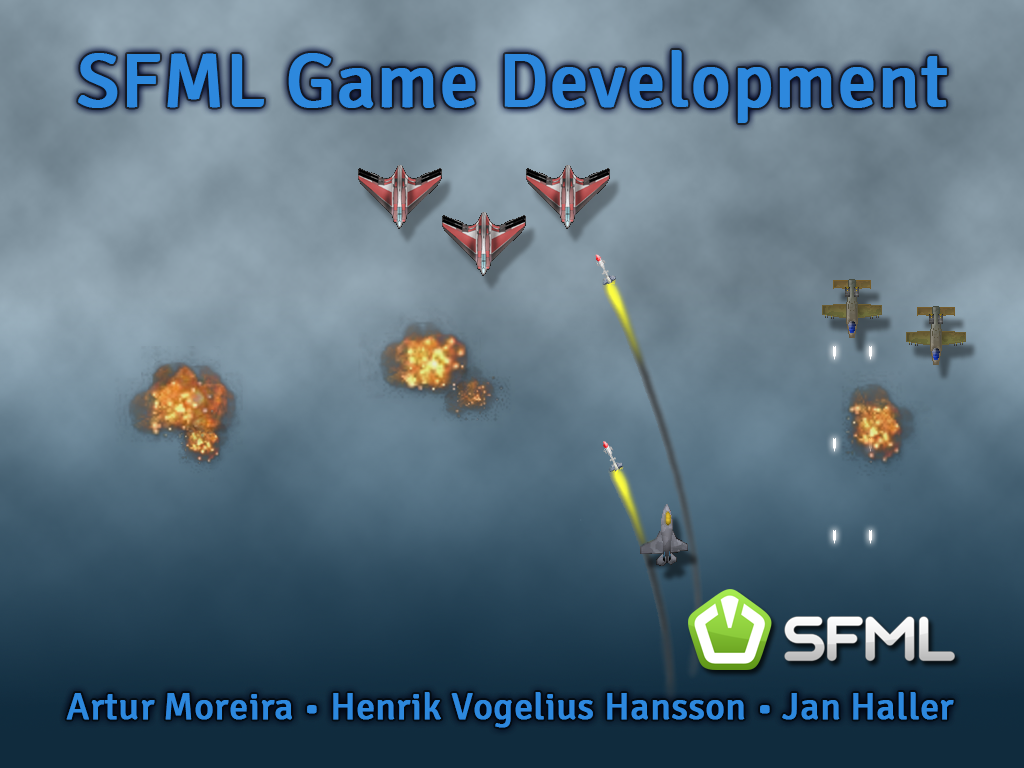 SFML Game Development
SFML
Artur Moreira • Henrik Vogelius Hansson • Jan Haller